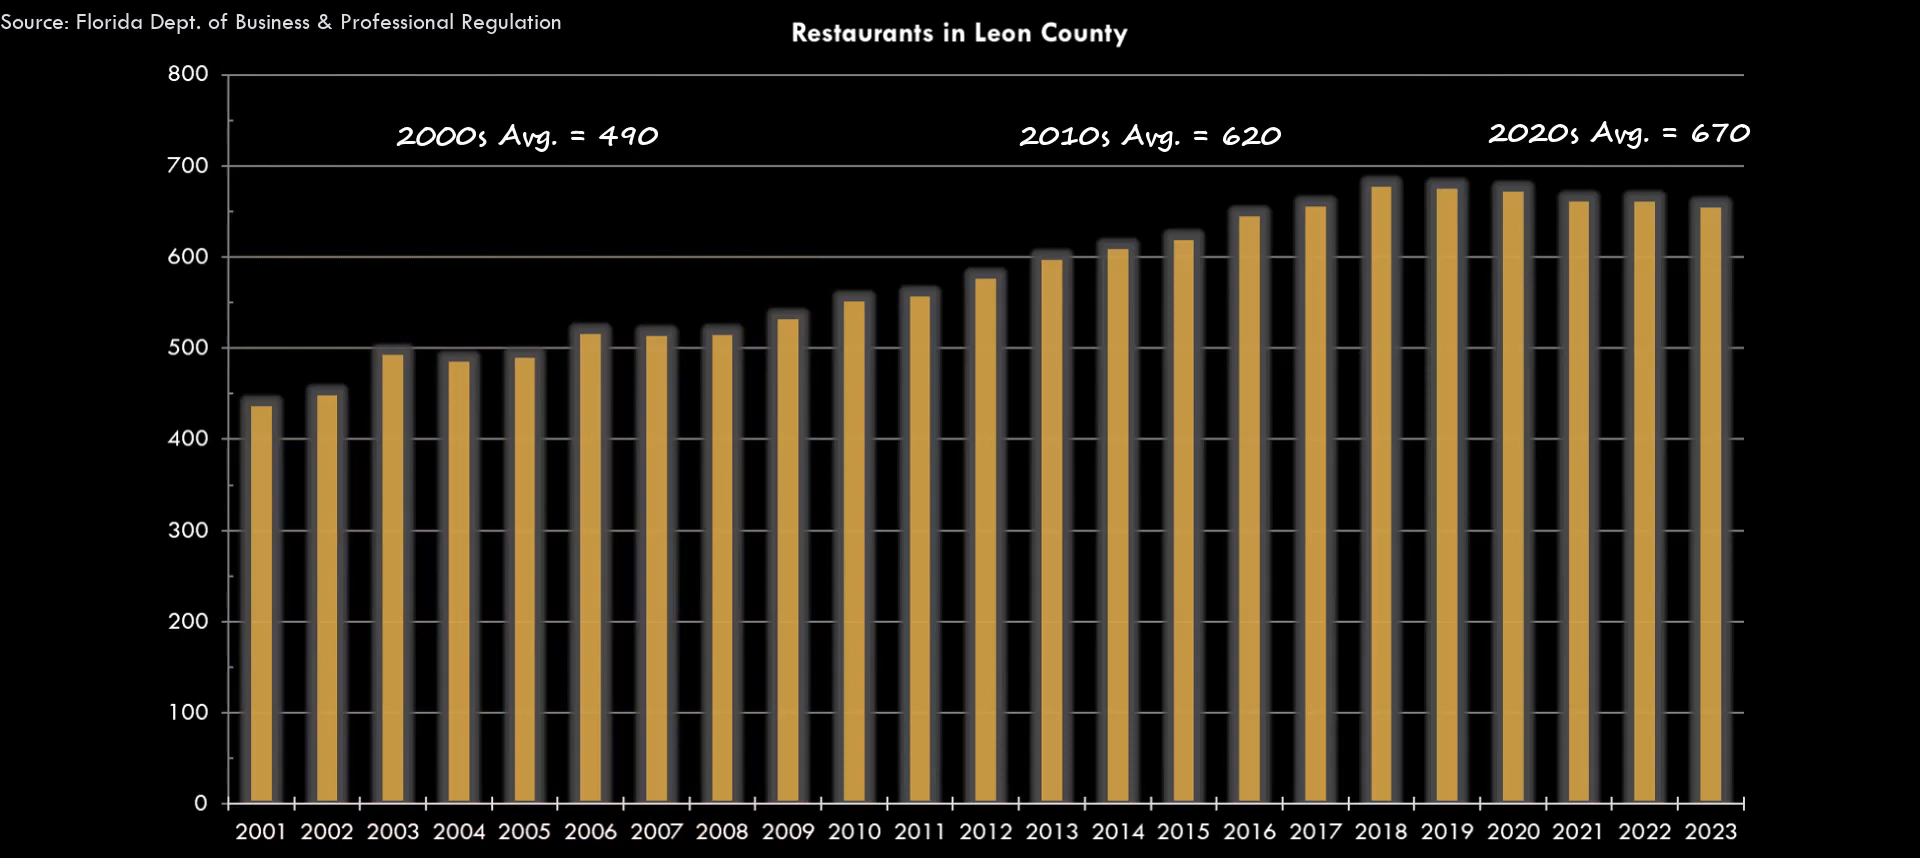 Source: Florida Dept. of Business & Professional Regulation
Restaurants in Leon County
2000s Avg. = 490
2010s Avg. = 620
2020s Avg. = 670
800
700
600
500
400
300
200
100
0
2001 2002 2003 2004 2005 2006 2007 2008 2009 2010 2011 2012 2013 2014 2015 2016 2017 2018 2019 2020 2021 2022 2023